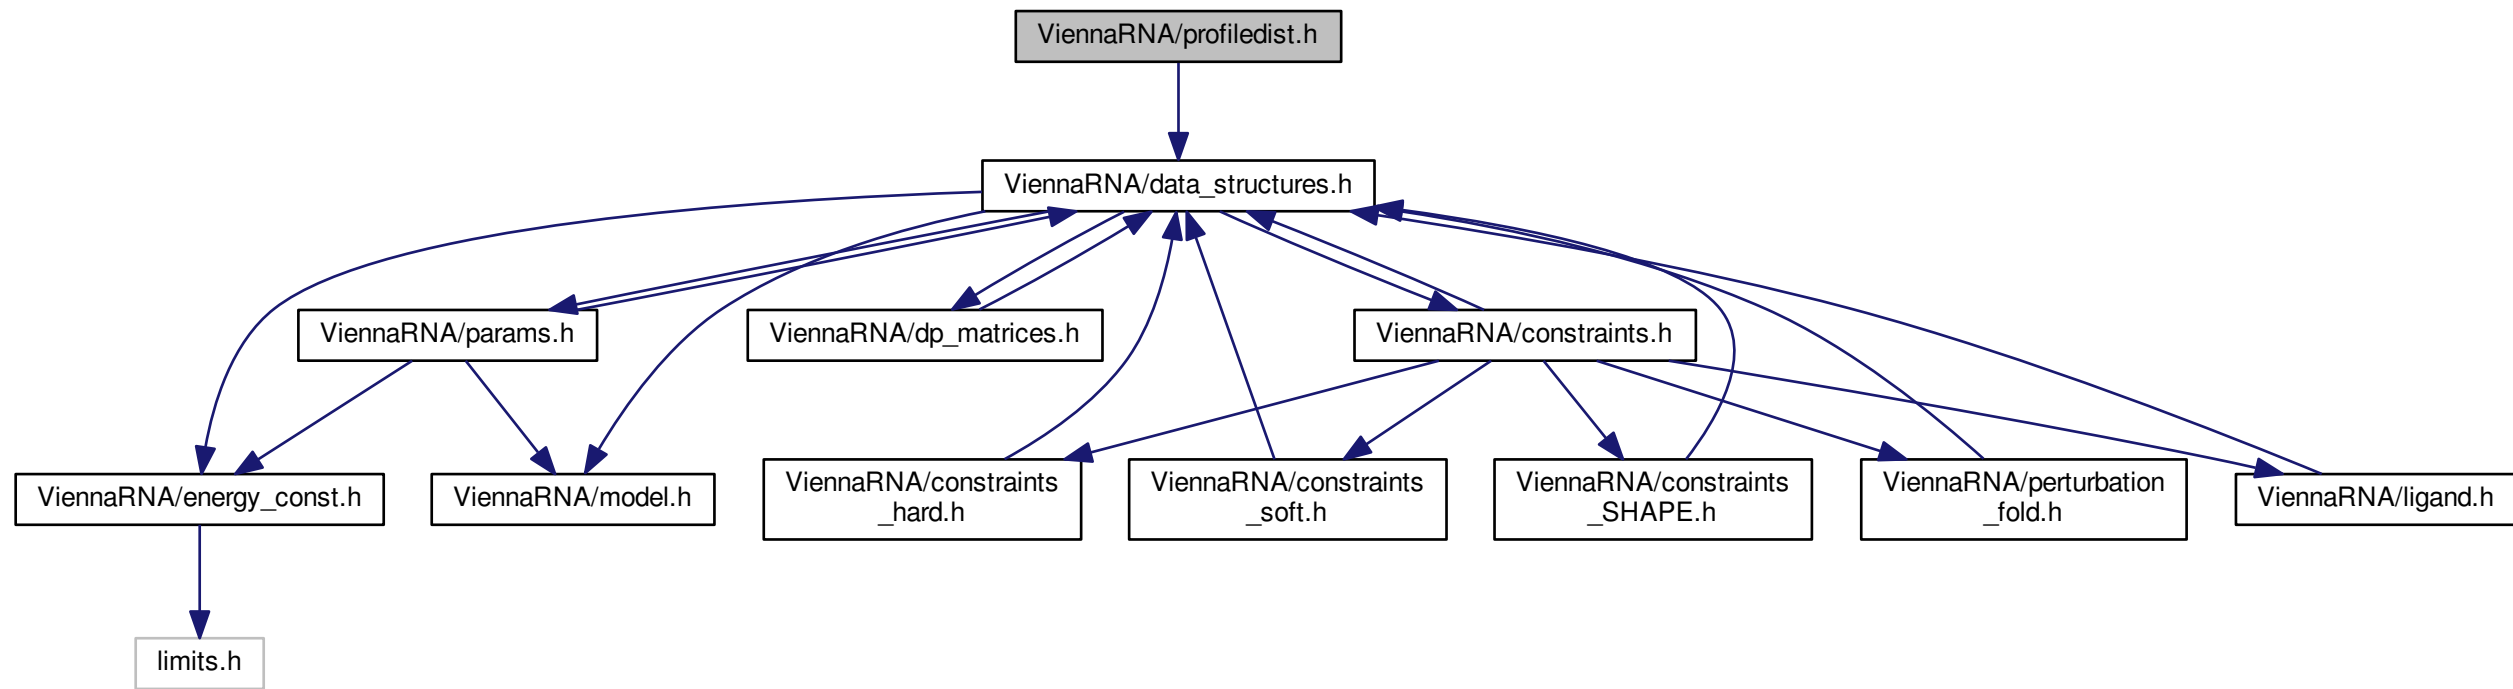 ViennaRNA/profiledist.h
ViennaRNA/data_structures.h
ViennaRNA/params.h
ViennaRNA/dp_matrices.h
ViennaRNA/constraints.h
ViennaRNA/energy_const.h
ViennaRNA/model.h
ViennaRNA/constraints
_hard.h
ViennaRNA/constraints
_soft.h
ViennaRNA/constraints
_SHAPE.h
ViennaRNA/perturbation
_fold.h
ViennaRNA/ligand.h
limits.h